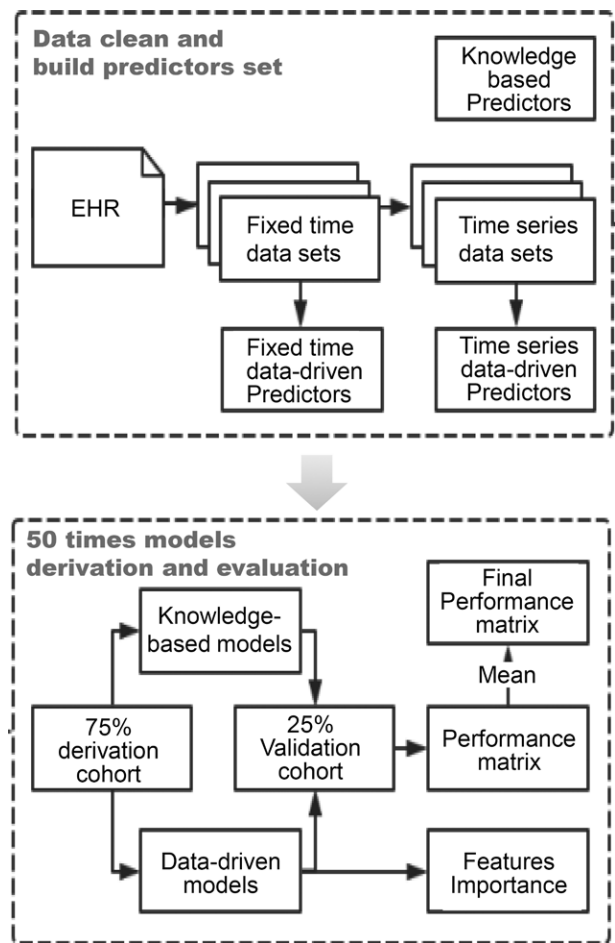 Data clean and
build predictors set
Knowledge
based
Predictors
EHR
Fixed time
data sets
Time series
data sets
Fixed time
data-driven
Predictors
Time series
data-driven
Predictors
50 times models
derivation and evaluation
Knowledge-
based models
Final
Performance
matrix
Mean
75%
derivation
cohort
25%
Validation
cohort
Performance
matrix
Data-driven
models
Features
Importance